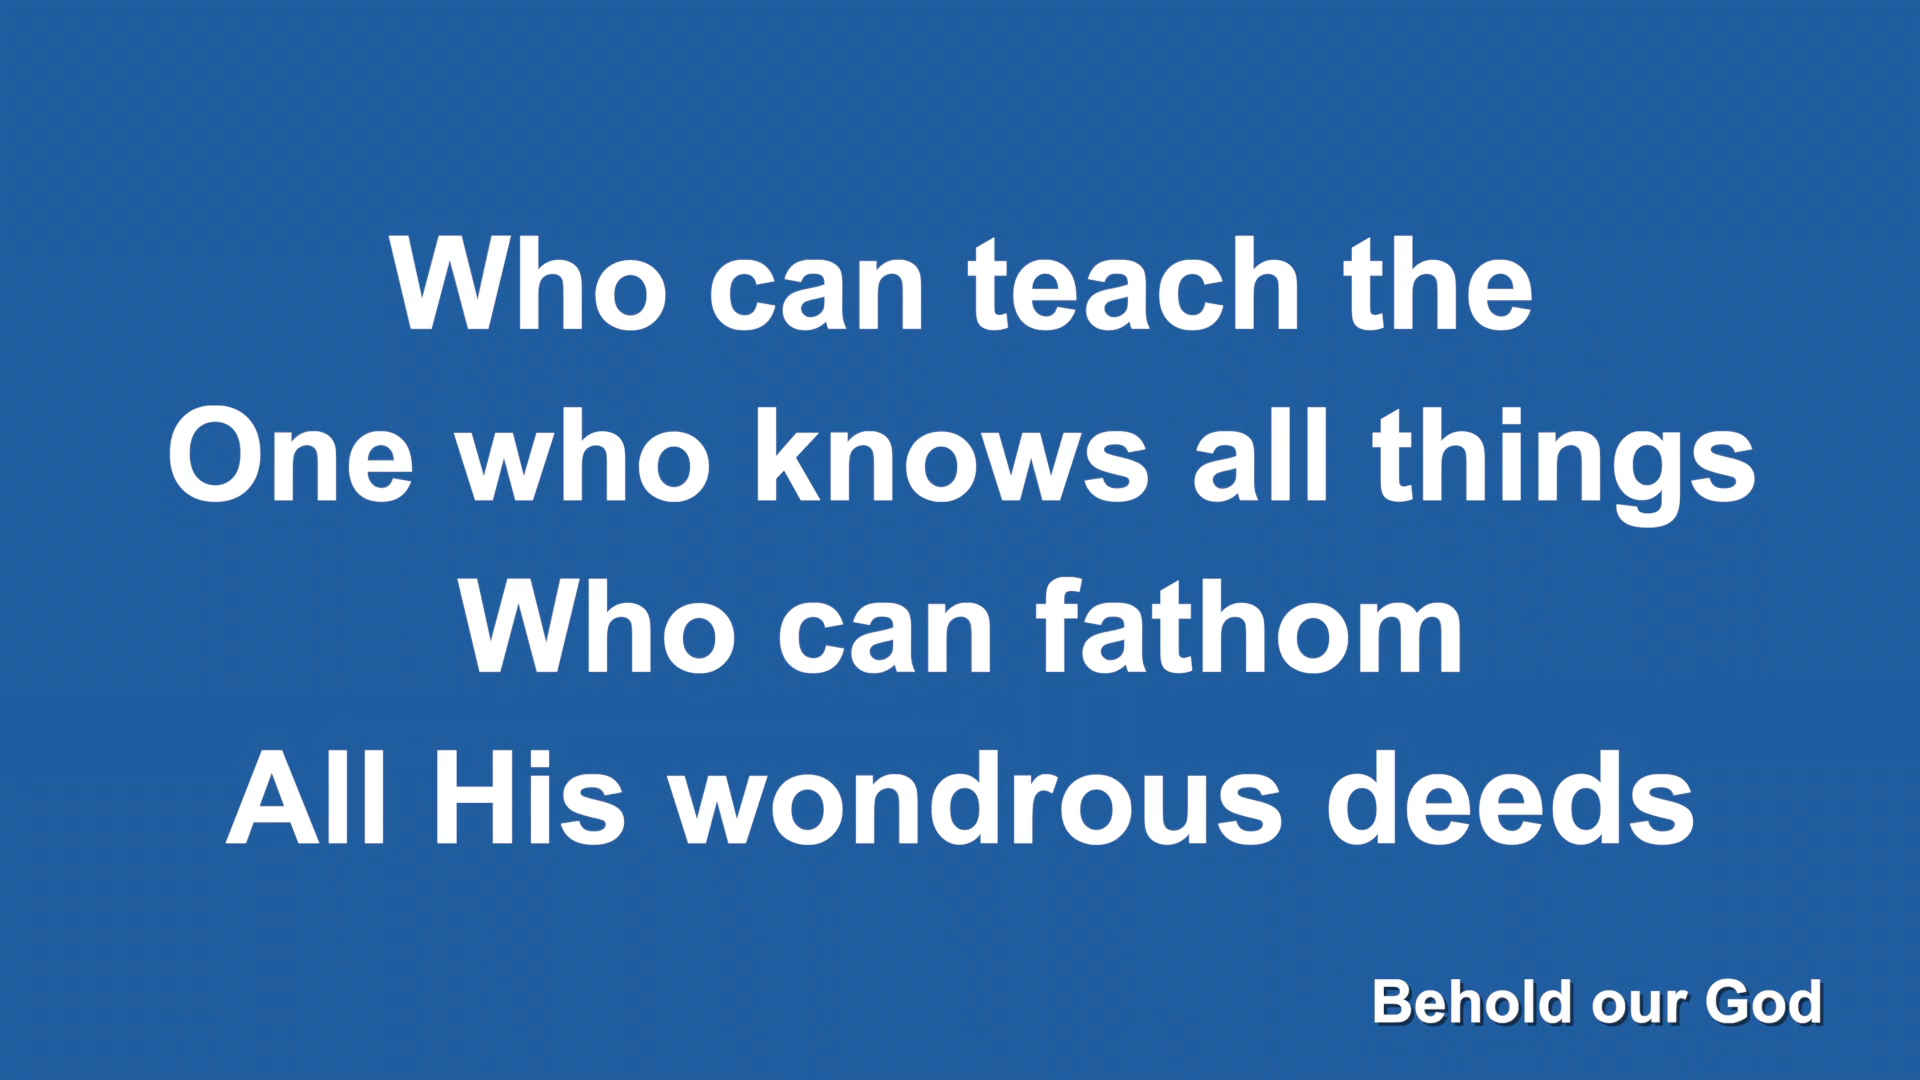 Who can teach the
One who knows all things
Who can fathom
All His wondrous deeds
Behold our God